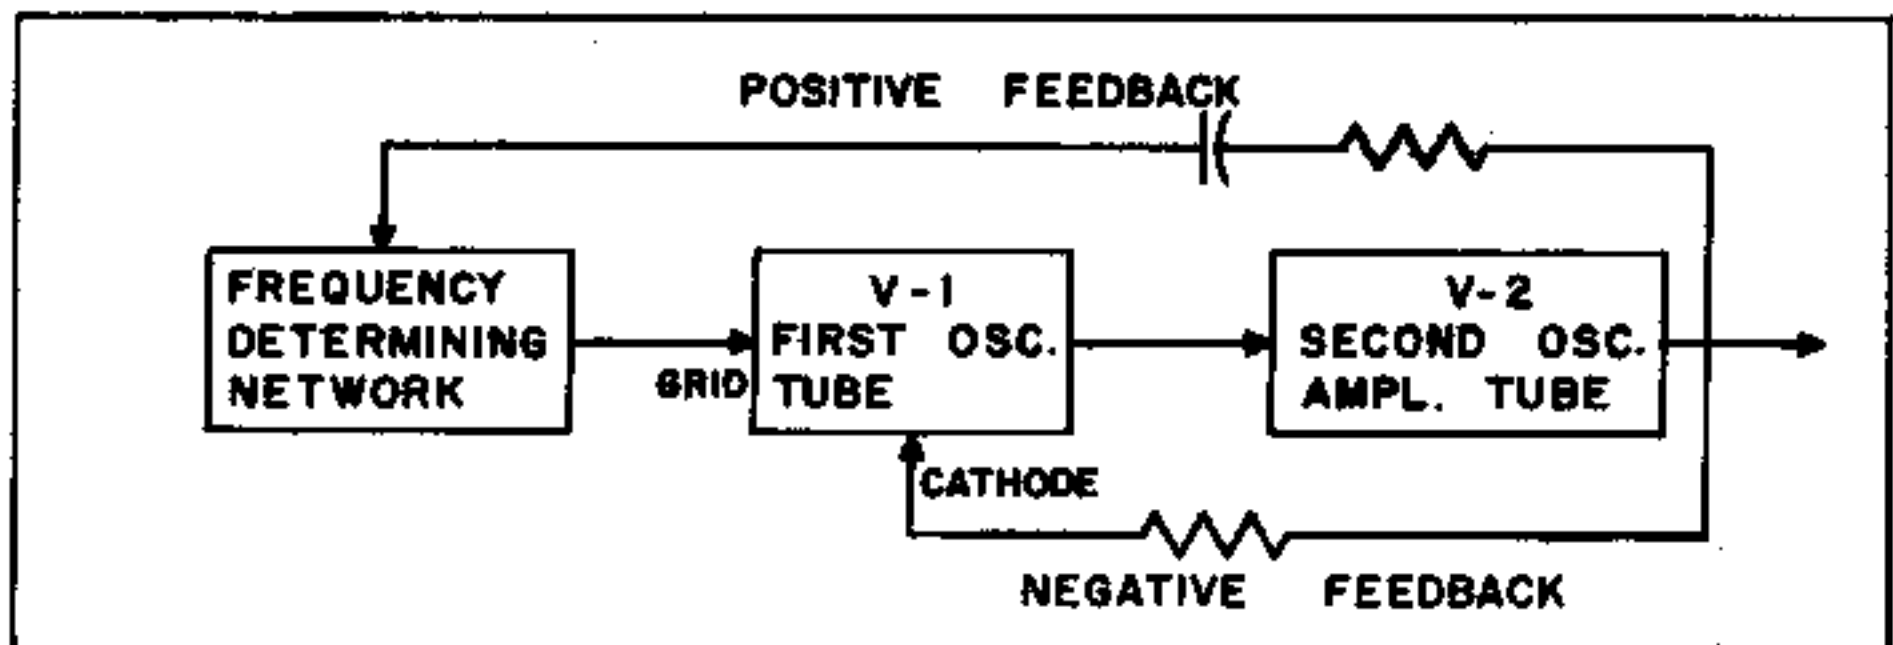 POSITIVE FEEDBACK
FREQUENCY
DETERMINING
NETWORK
GRID
V-1
FIRST OSC.
TUBE
V-2
SECOND OSC.
AMPL. TUBE
CATHODE
NEGATIVE FEEDBACK